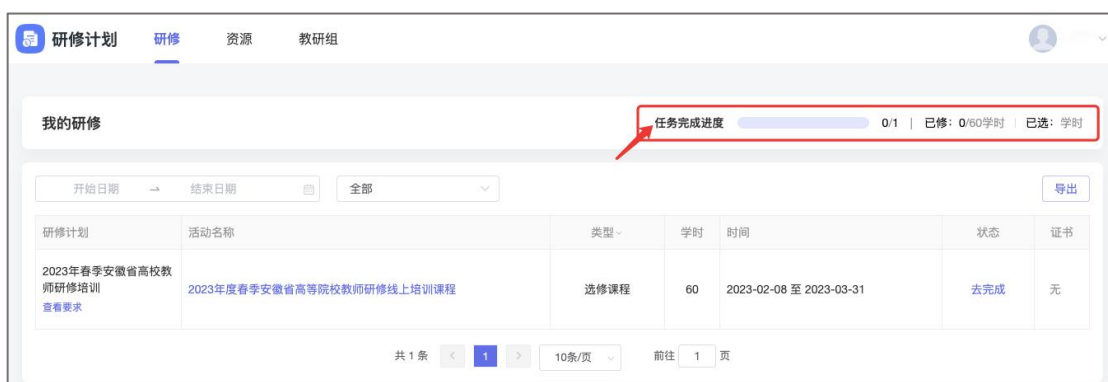 研修计划 研修 资源 教研组
我的研修 任务完成进度 0/1 | 已修：0/60学时 | 已选：学时
开始日期 → 结束日期 全部 导出
研修计划 活动名称 类型 学时 时间 状态 证书
2023年春季安徽省高校教
师研修培训
查看要求
2023年度春季安徽省高等院校教师研修线上培训课程 选修课程 60 2023-02-08 至 2023-03-31 去完成 无
共 1 条 < 1 > 10条/页 前往 1 页